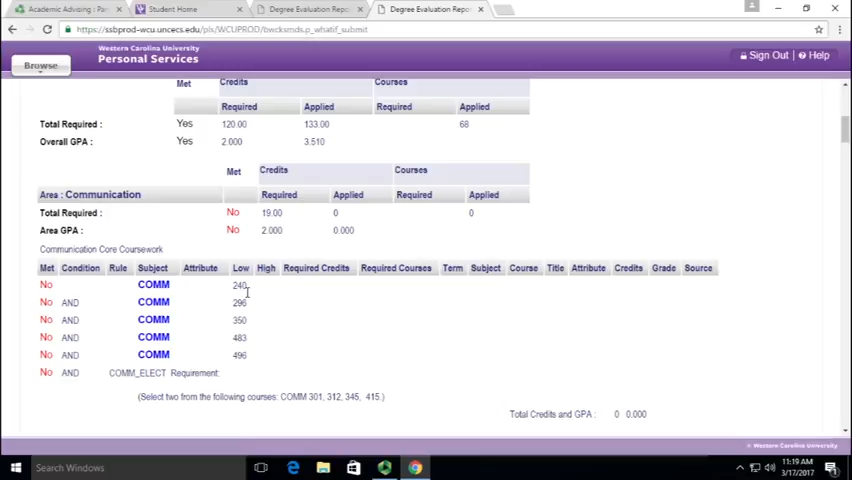 Academic Advising : Par
Student Home
Degree Evaluation Repo
Degree Evaluation Repo
https://ssbprod-wcu.uncecs.edu/pls/WCUPROD/bwcksmds.p_whatif_submit
Western Carolina University
Personal Services
Sign Out | Help
Browse
Met Credits Courses
Required Applied Required Applied
Total Required : Yes 120.00 133.00 68
Overall GPA : Yes 2.000 3.510
Met Credits Courses
Area : Communication Required Applied Required Applied
Total Required : No 19.00 0 0
Area GPA : No 2.000 0.000
Communication Core Coursework
Met Condition Rule Subject Attribute Low High Required Credits Required Courses Term Subject Course Title Attribute Credits Grade Source
No COMM 240
No AND COMM 296
No AND COMM 350
No AND COMM 483
No AND COMM 496
No AND COMM_ELECT Requirement:
(Select two from the following courses: COMM 301, 312, 345, 415.)
Total Credits and GPA : 0 0.000
© Western Carolina University
Search Windows
11:19 AM
3/17/2017